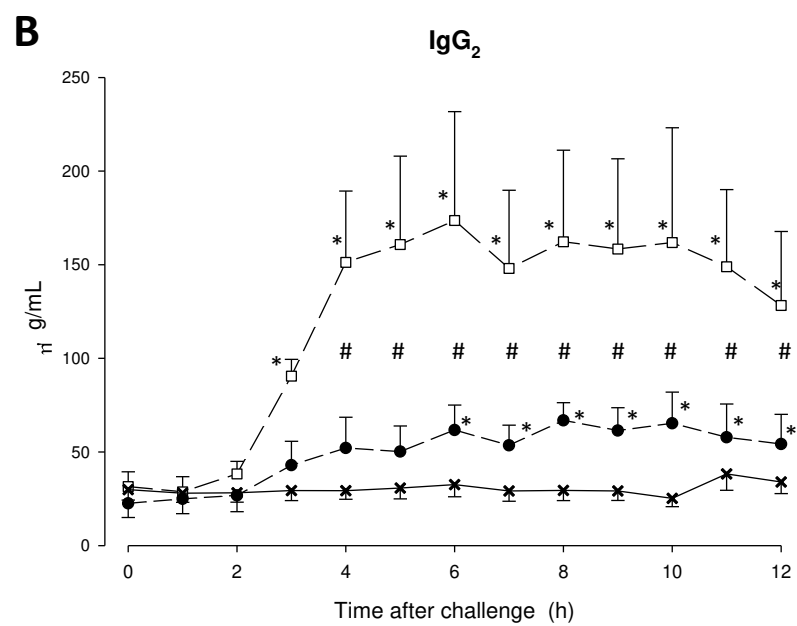 B
IgG₂
250
200
150
100
50
0
g/mL
* * * * * * * * * *
# # # # # # # # #
* * * * * * *
0 2 4 6 8 10 12
Time after challenge (h)